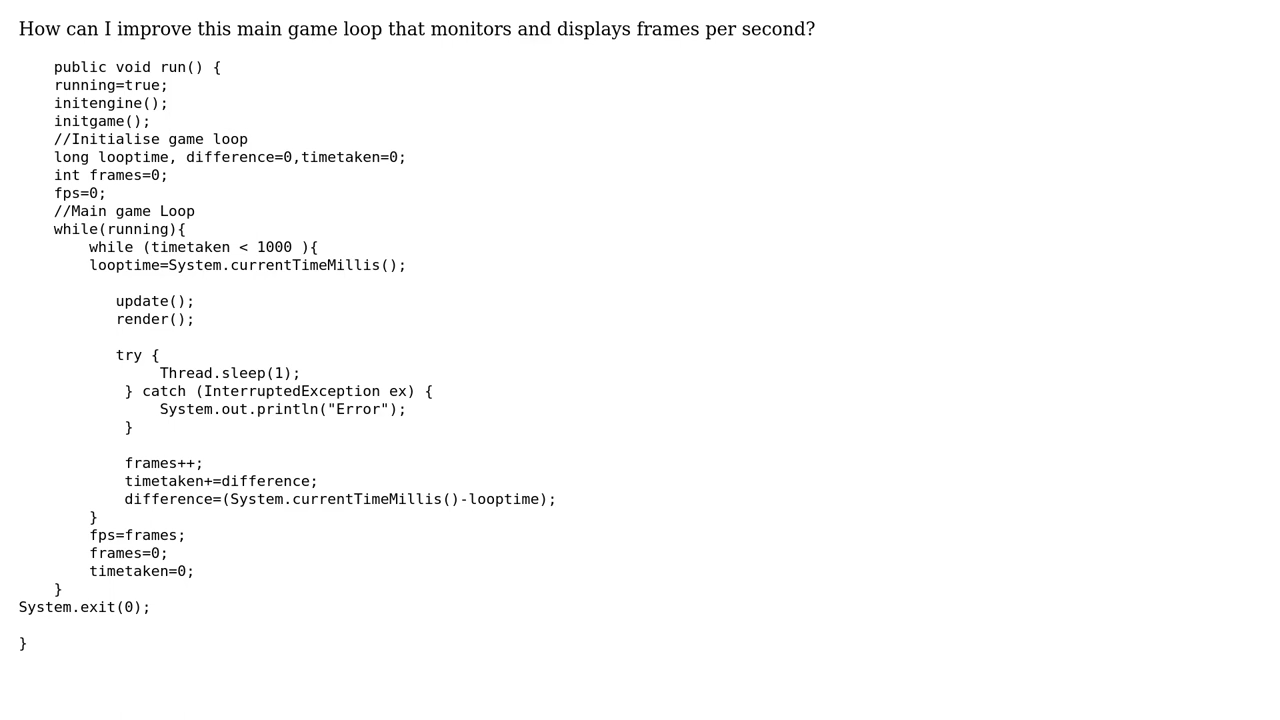 How can I improve this main game loop that monitors and displays frames per second?
public void run() {
running=true;
initengine();
initgame();
//Initialise game loop
long looptime, difference=0,timetaken=0;
int frames=0;
fps=0;
//Main game Loop
while(running){
while (timetaken < 1000 ){
looptime=System.currentTimeMillis();
update();
render();
try {
Thread.sleep(1);
} catch (InterruptedException ex) {
System.out.println("Error");
}
frames++;
timetaken+=difference;
difference=(System.currentTimeMillis()-looptime);
}
fps=frames;
frames=0;
timetaken=0;
}
System.exit(0);
}